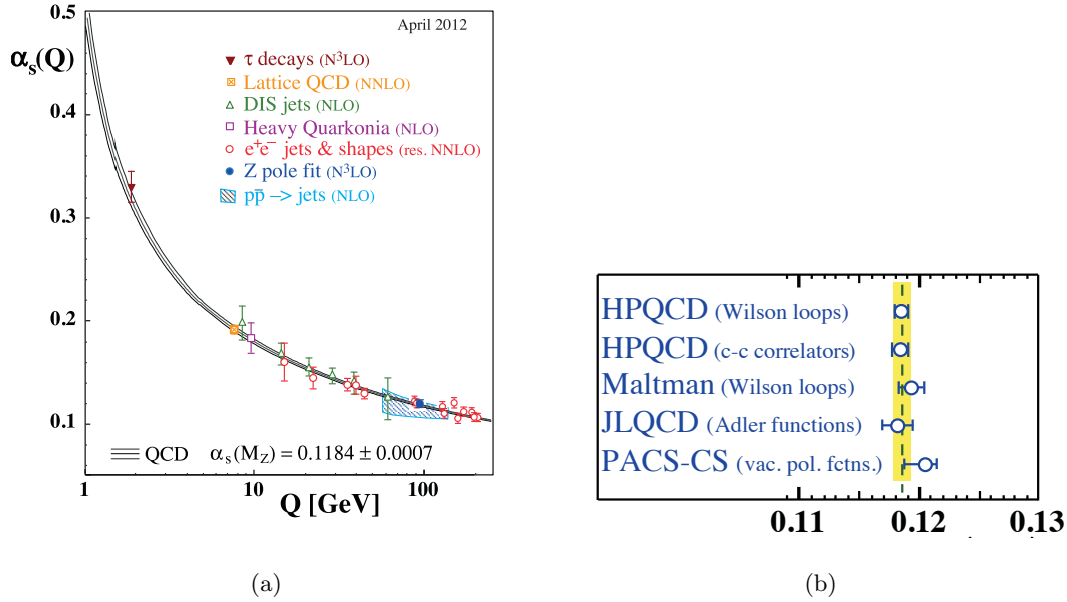 0.5
April 2012
αₛ(Q)
τ decays (N³LO)
Lattice QCD (NNLO)
0.4
DIS jets (NLO)
Heavy Quarkonia (NLO)
e⁺e⁻ jets & shapes (res. NNLO)
Z pole fit (N³LO)
pp̅ –> jets (NLO)
0.3
0.2
0.1
QCD αₛ(M_Z) = 0.1184 ± 0.0007
1 10 100
Q [GeV]
(a)
HPQCD (Wilson loops)
HPQCD (c-c correlators)
Maltman (Wilson loops)
JLQCD (Adler functions)
PACS-CS (vac. pol. fctns.)
0.11 0.12 0.13
(b)